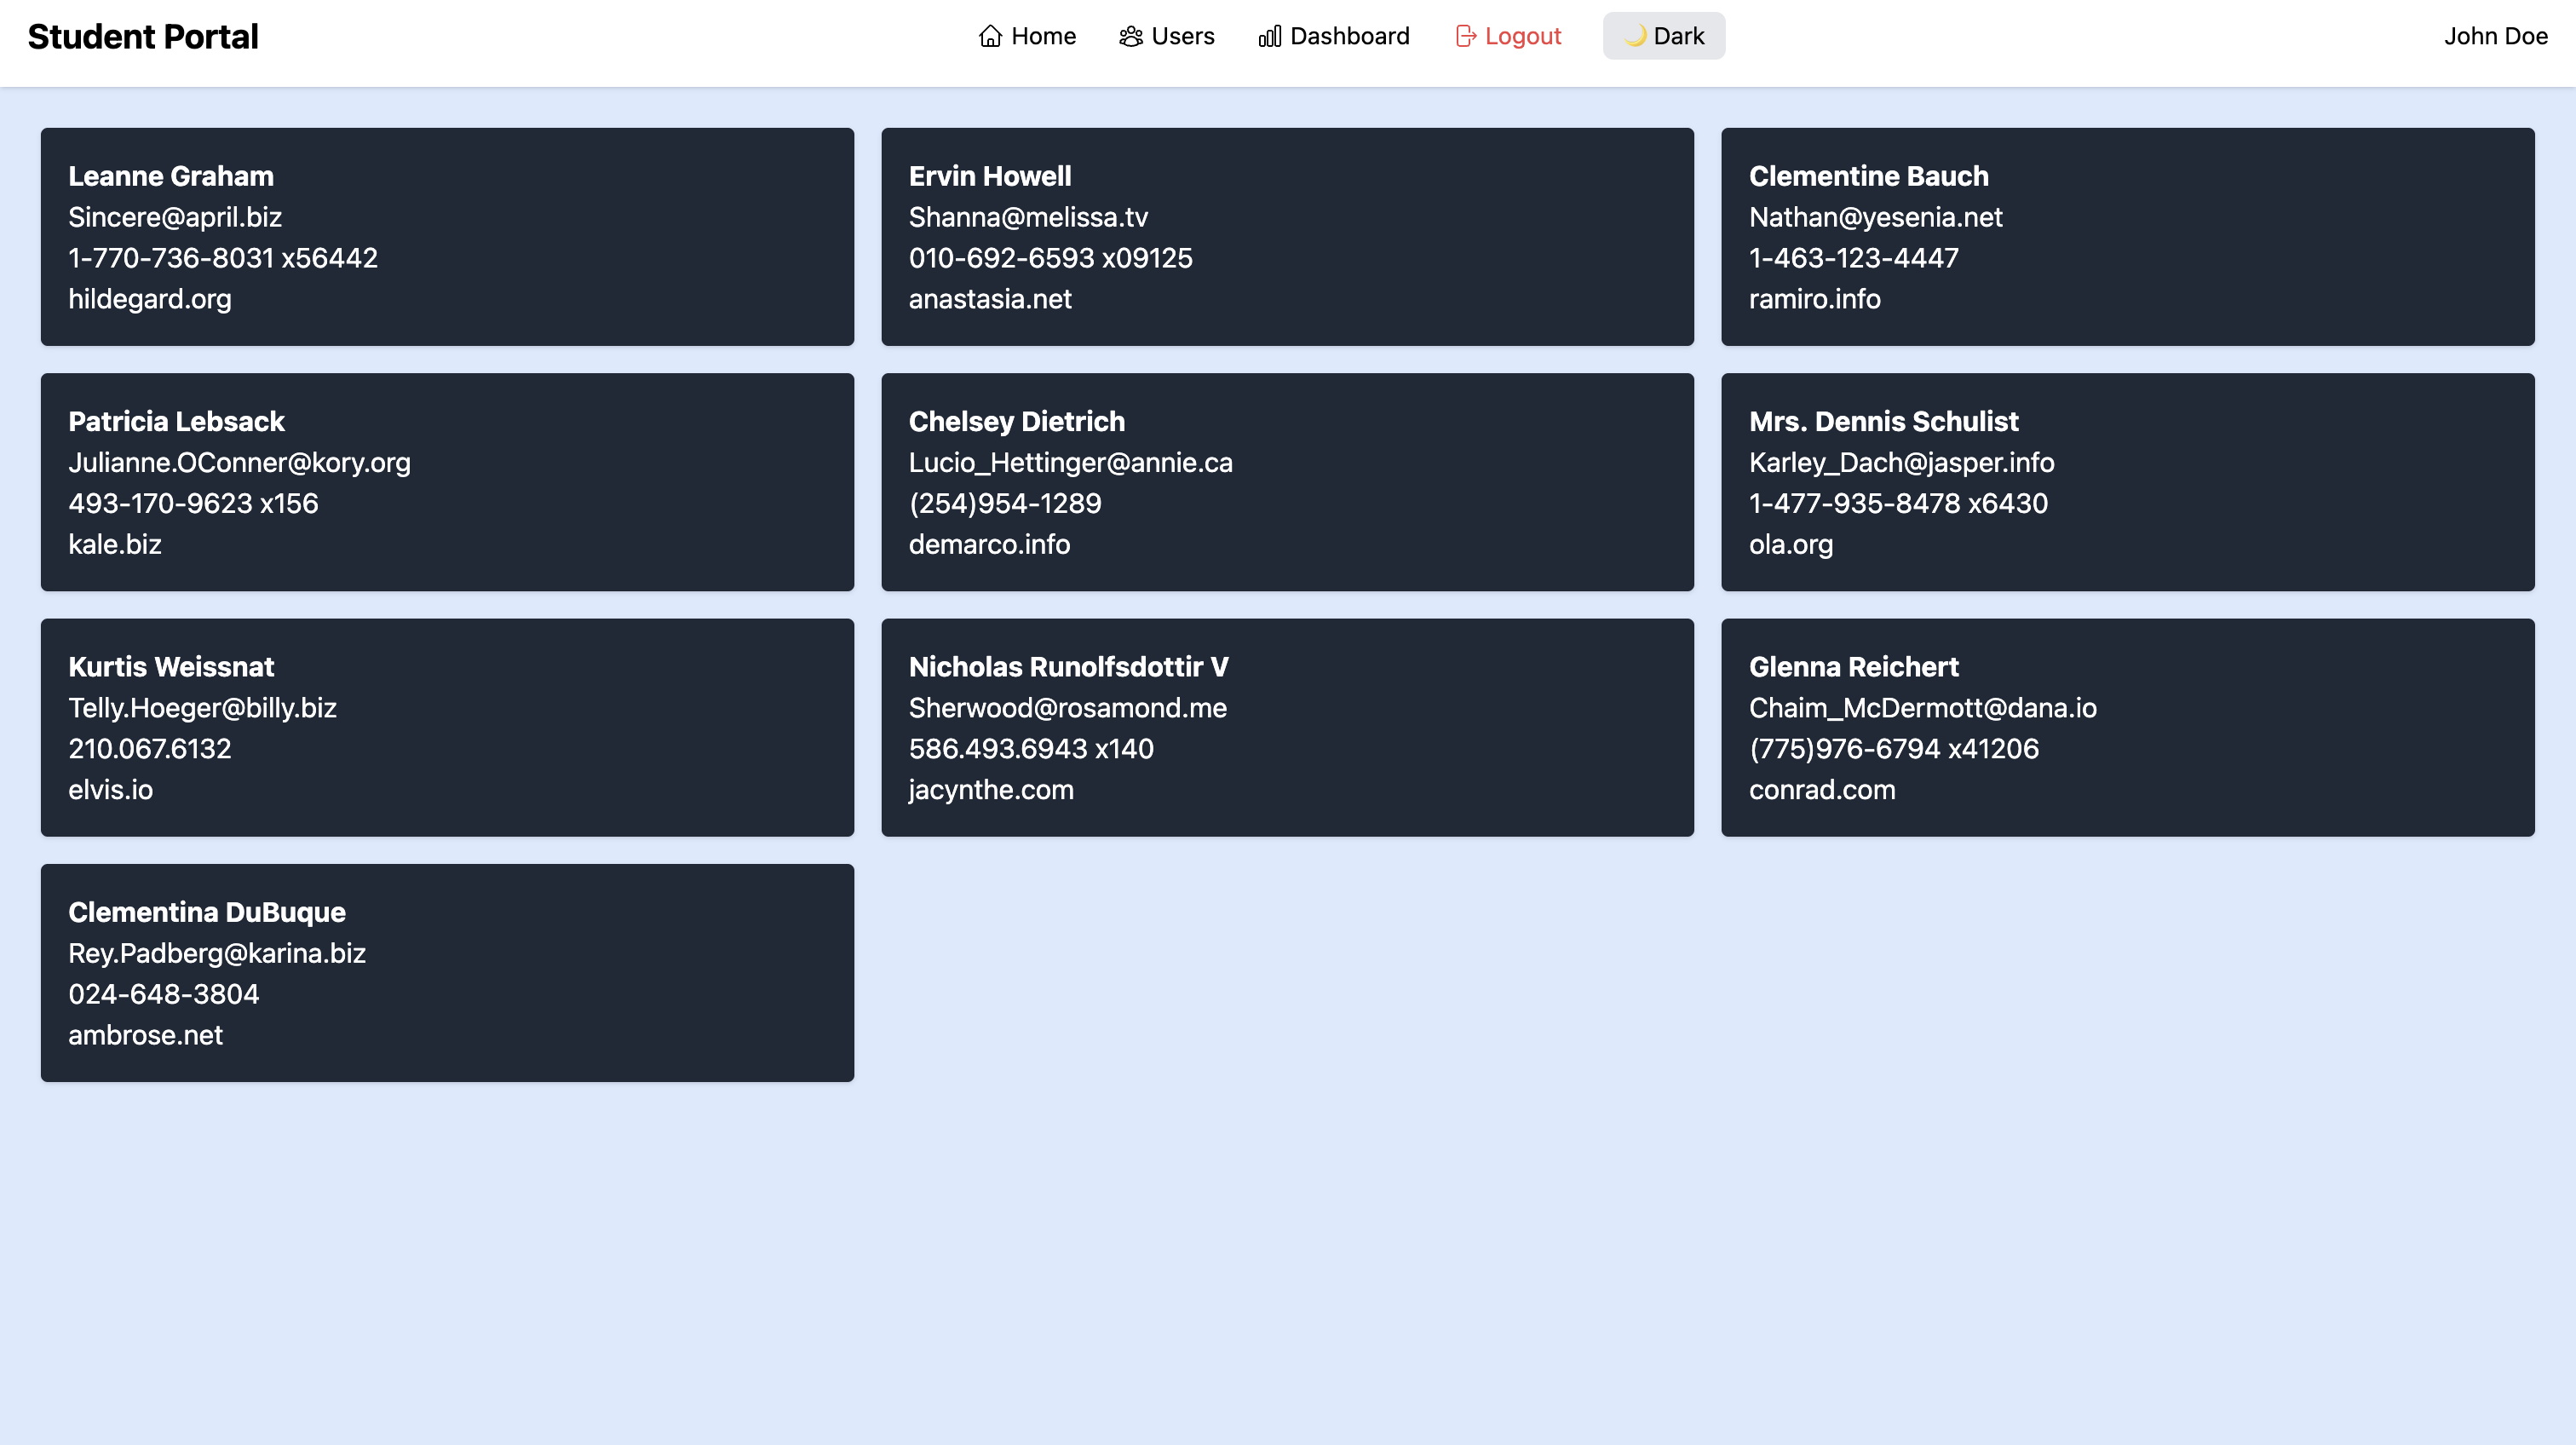 Student Portal
Home
Users
Dashboard
Logout
🌙 Dark
John Doe
Leanne Graham
Sincere@april.biz
1-770-736-8031 x56442
hildegard.org
Ervin Howell
Shanna@melissa.tv
010-692-6593 x09125
anastasia.net
Clementine Bauch
Nathan@yesenia.net
1-463-123-4447
ramiro.info
Patricia Lebsack
Julianne.OConner@kory.org
493-170-9623 x156
kale.biz
Chelsey Dietrich
Lucio_Hettinger@annie.ca
(254)954-1289
demarco.info
Mrs. Dennis Schulist
Karley_Dach@jasper.info
1-477-935-8478 x6430
ola.org
Kurtis Weissnat
Telly.Hoeger@billy.biz
210.067.6132
elvis.io
Nicholas Runolfsdottir V
Sherwood@rosamond.me
586.493.6943 x140
jacynthe.com
Glenna Reichert
Chaim_McDermott@dana.io
(775)976-6794 x41206
conrad.com
Clementina DuBuque
Rey.Padberg@karina.biz
024-648-3804
ambrose.net